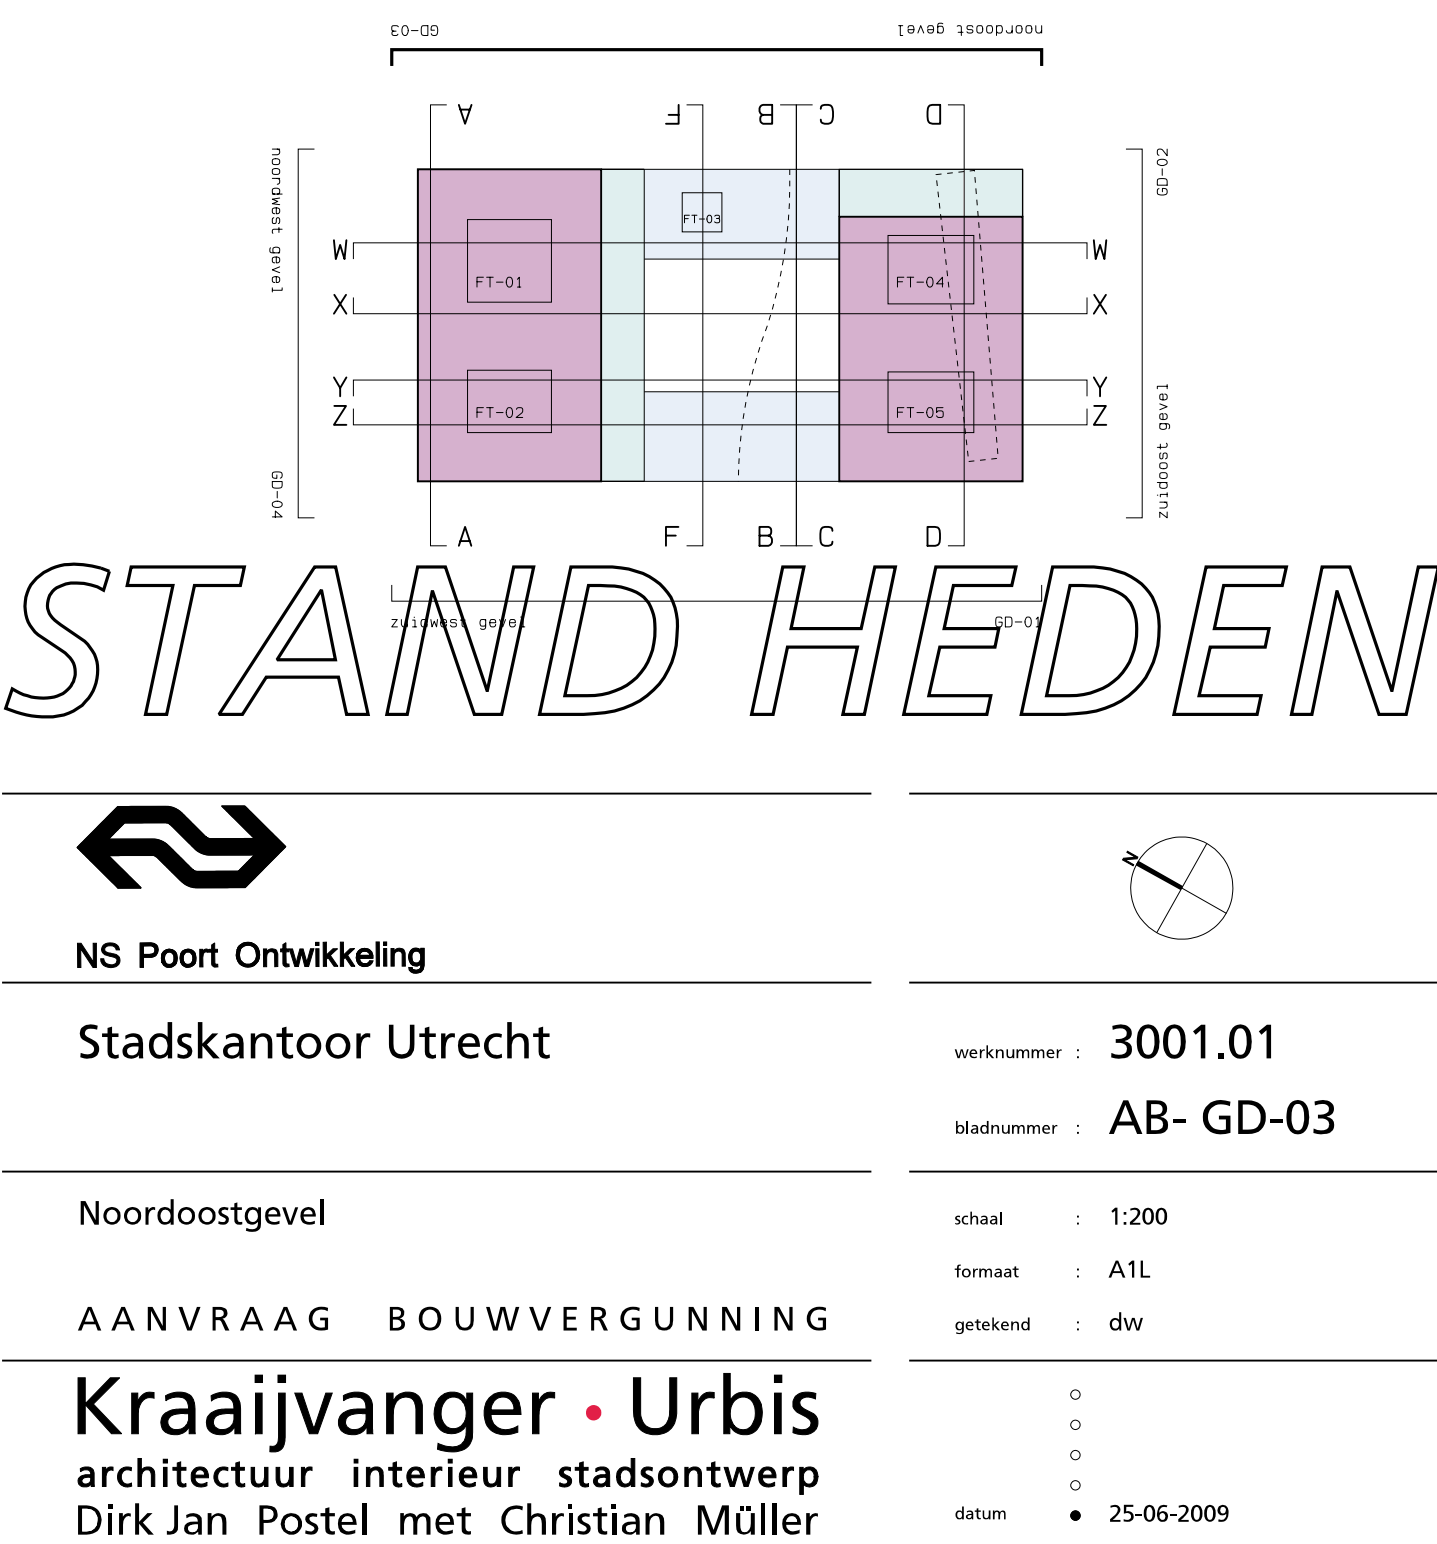 GD-03 noordoost gevel
A F B C D
noordwest gevel
GD-02
FT-03
W W
FT-01 FT-04
X X
Y Y
FT-02 FT-05
Z Z
GD-04
zuidoost gevel
A F B C D
zuidwest gevel GD-01
STAND HEDEN
N
NS Poort Ontwikkeling
Stadskantoor Utrecht
werknummer : 3001.01
bladnummer : AB- GD-03
Noordoostgevel
schaal : 1:200
formaat : A1L
AANVRAAG BOUWVERGUNNING
getekend : dw
Kraaijvanger • Urbis
architectuur interieur stadsontwerp
Dirk Jan Postel met Christian Müller
datum 25-06-2009